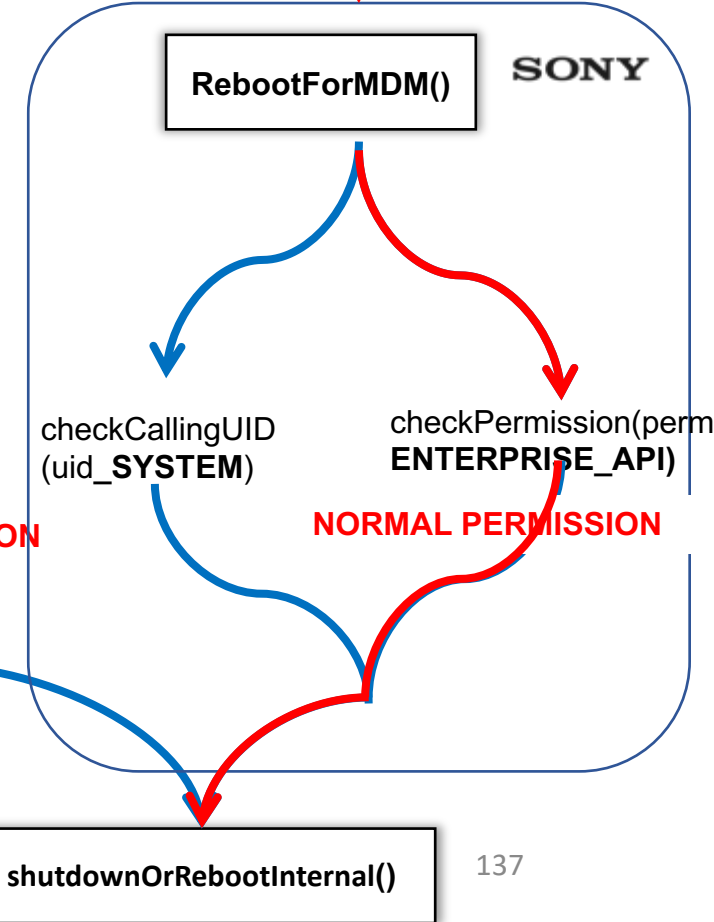 RebootForMDM()
SONY
checkCallingUID
(uid_SYSTEM)
checkPermission(perm
ENTERPRISE_API)
ON
NORMAL PERMISSION
shutdownOrRebootInternal()
137